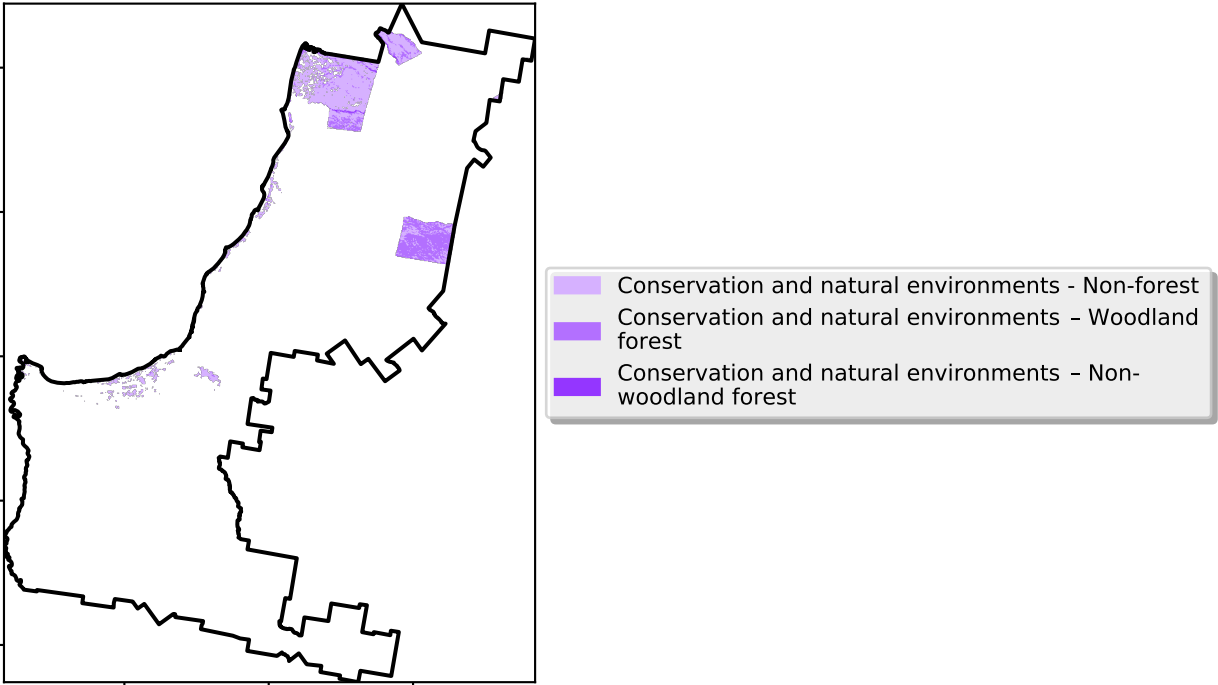 Conservation and natural environments - Non-forest
Conservation and natural environments – Woodland
forest
Conservation and natural environments – Non-
woodland forest